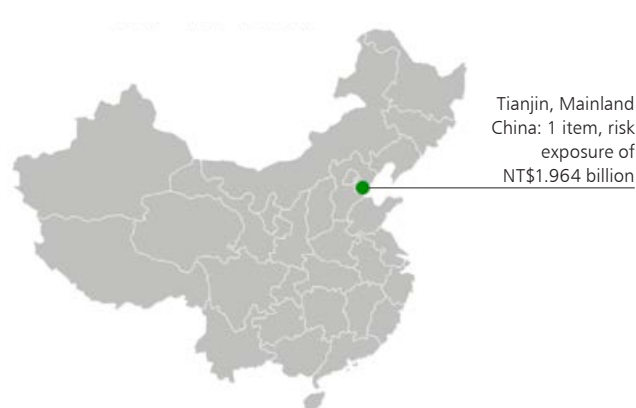 Tianjin, Mainland
China: 1 item, risk
exposure of
NT$1.964 billion